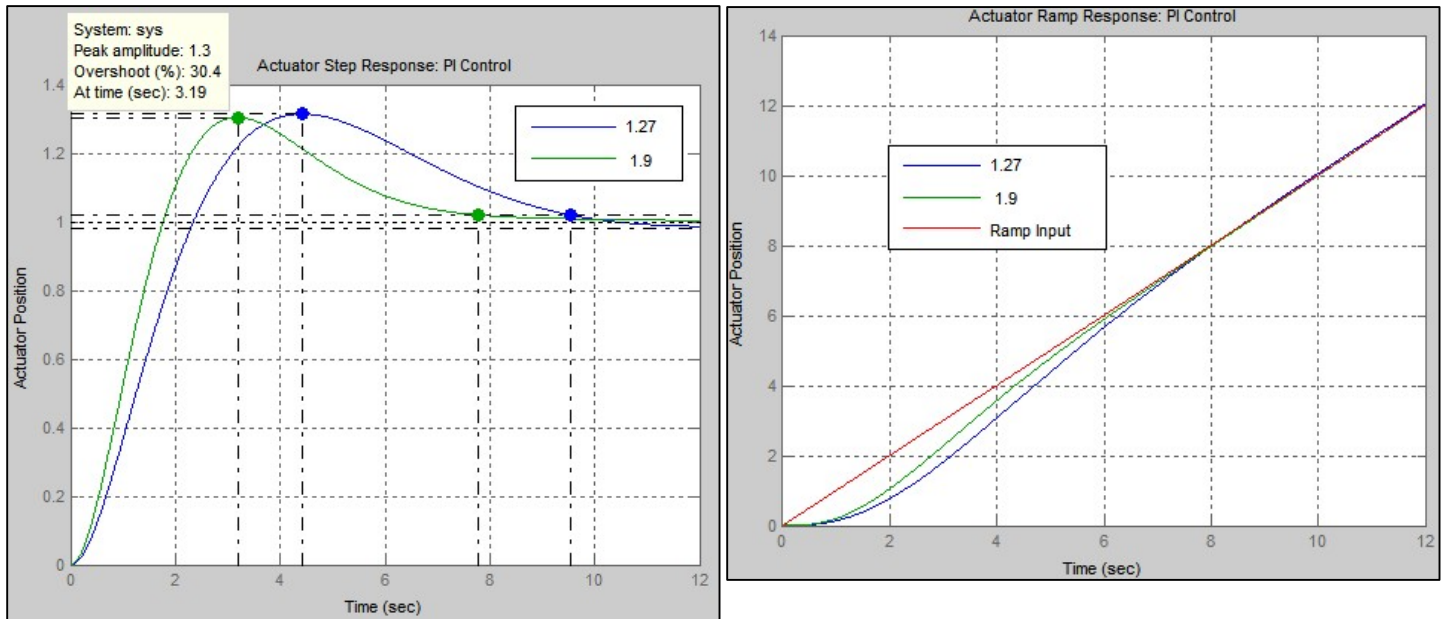 System: sys
Peak amplitude: 1.3
Overshoot (%): 30.4
At time (sec): 3.19
Actuator Step Response: PI Control
1.4
1.2
1
0.8
0.6
0.4
0.2
0
Actuator Position
1.27
1.9
0 2 4 6 8 10 12
Time (sec)
Actuator Ramp Response: PI Control
14
12
10
8
6
4
2
0
Actuator Position
1.27
1.9
Ramp Input
0 2 4 6 8 10 12
Time (sec)